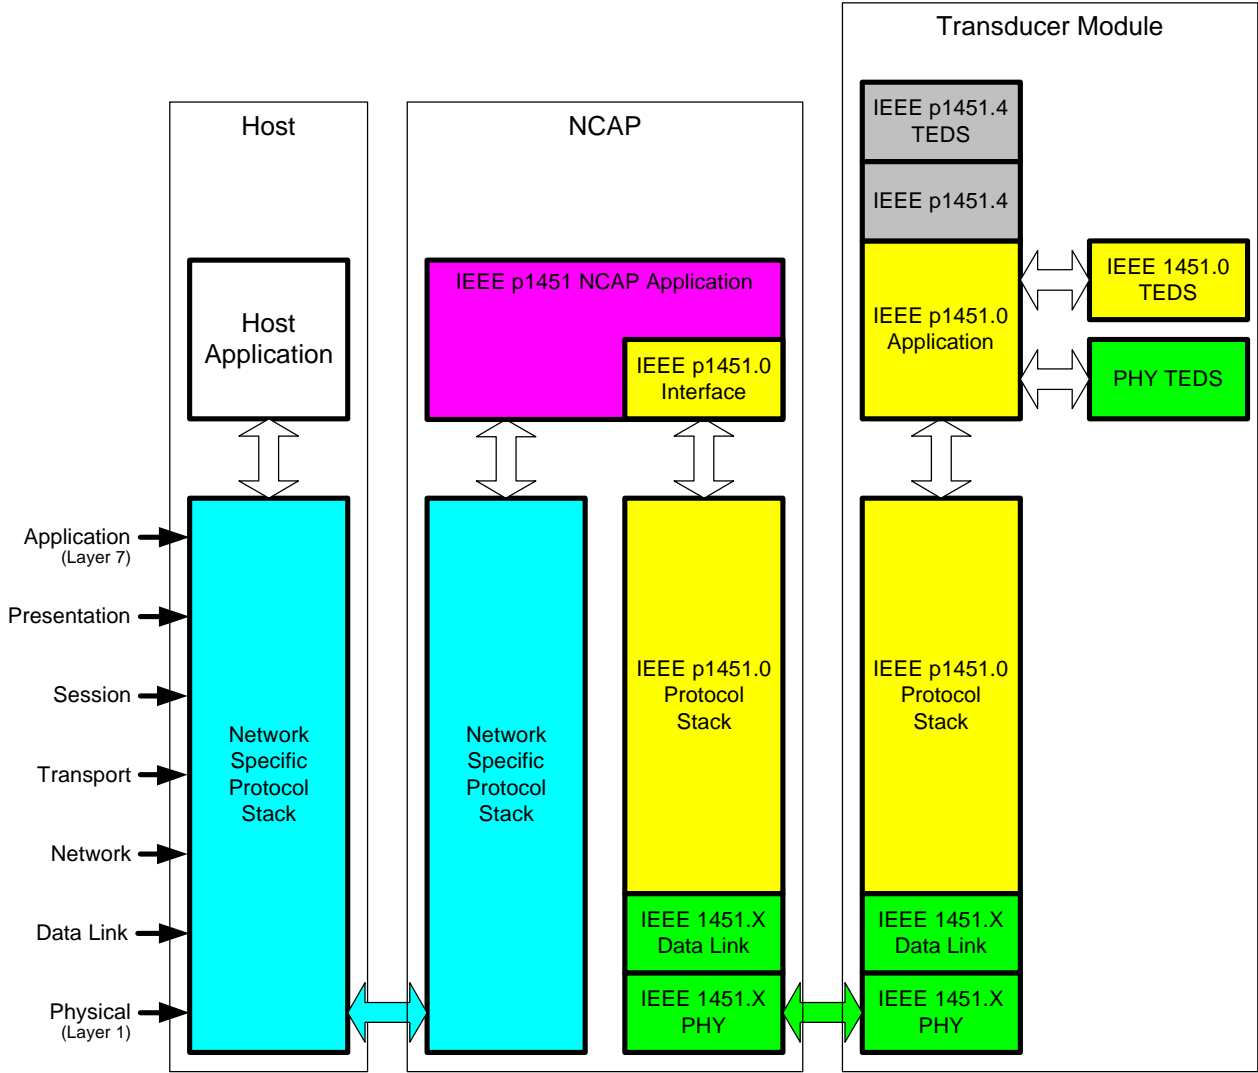 Transducer Module
Host
NCAP
IEEE p1451.4
TEDS
IEEE p1451.4
IEEE p1451.0
Application
IEEE 1451.0
TEDS
PHY TEDS
Host
Application
IEEE p1451 NCAP Application
IEEE p1451.0
Interface
Application
(Layer 7)
Presentation
Session
Transport
Network
Data Link
Physical
(Layer 1)
Network
Specific
Protocol
Stack
Network
Specific
Protocol
Stack
IEEE p1451.0
Protocol
Stack
IEEE 1451.X
Data Link
IEEE 1451.X
PHY
IEEE p1451.0
Protocol
Stack
IEEE 1451.X
Data Link
IEEE 1451.X
PHY